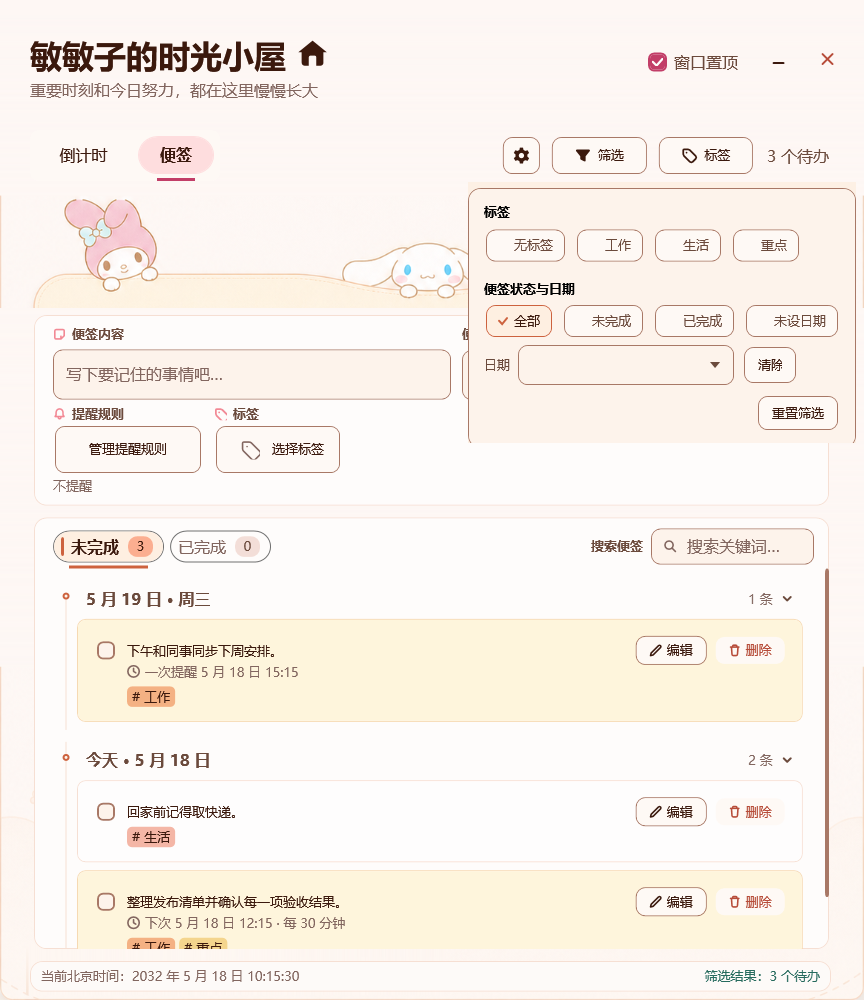 敏敏子的时光小屋
窗口置顶
重要时刻和今日努力，都在这里慢慢长大
倒计时 便签 筛选 标签 3 个待办
标签
无标签 工作 生活 重点
便签状态与日期
全部 未完成 已完成 未设日期
日期 清除
重置筛选
便签内容
写下要记住的事情吧...
提醒规则 标签
管理提醒规则 选择标签
不提醒
未完成 3 已完成 0 搜索便签 搜索关键词...
5 月 19 日 • 周三 1 条
下午和同事同步下周安排。 编辑 删除
一次提醒 5 月 18 日 15:15
# 工作
今天 • 5 月 18 日 2 条
回家前记得取快递。 编辑 删除
# 生活
整理发布清单并确认每一项验收结果。 编辑 删除
下次 5 月 18 日 12:15 · 每 30 分钟
# 工作 # 重点
当前北京时间：2032 年 5 月 18 日 10:15:30 筛选结果：3 个待办